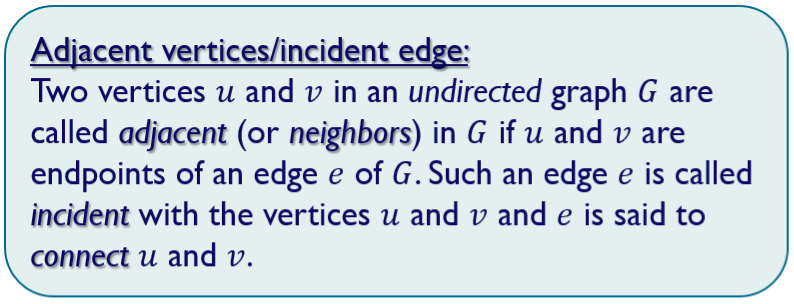 Adjacent vertices/incident edge:
Two vertices u and v in an undirected graph G are
called adjacent (or neighbors) in G if u and v are
endpoints of an edge e of G. Such an edge e is called
incident with the vertices u and v and e is said to
connect u and v.